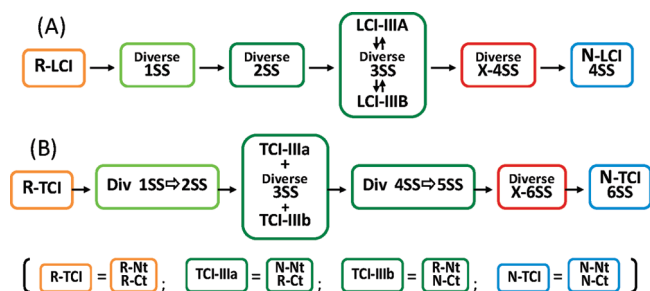 (A)
R-LCI
Diverse
1SS
Diverse
2SS
LCI-IIIA
Diverse
3SS
LCI-IIIB
Diverse
X-4SS
N-LCI
4SS
(B)
R-TCI
Div 1SS⇨2SS
TCI-IIIa
+
Diverse
3SS
+
TCI-IIIb
Div 4SS⇨5SS
Diverse
X-6SS
N-TCI
6SS
R-TCI = R-Nt
R-Ct ;
TCI-IIIa = N-Nt
R-Ct ;
TCI-IIIb = R-Nt
N-Ct ;
N-TCI = N-Nt
N-Ct